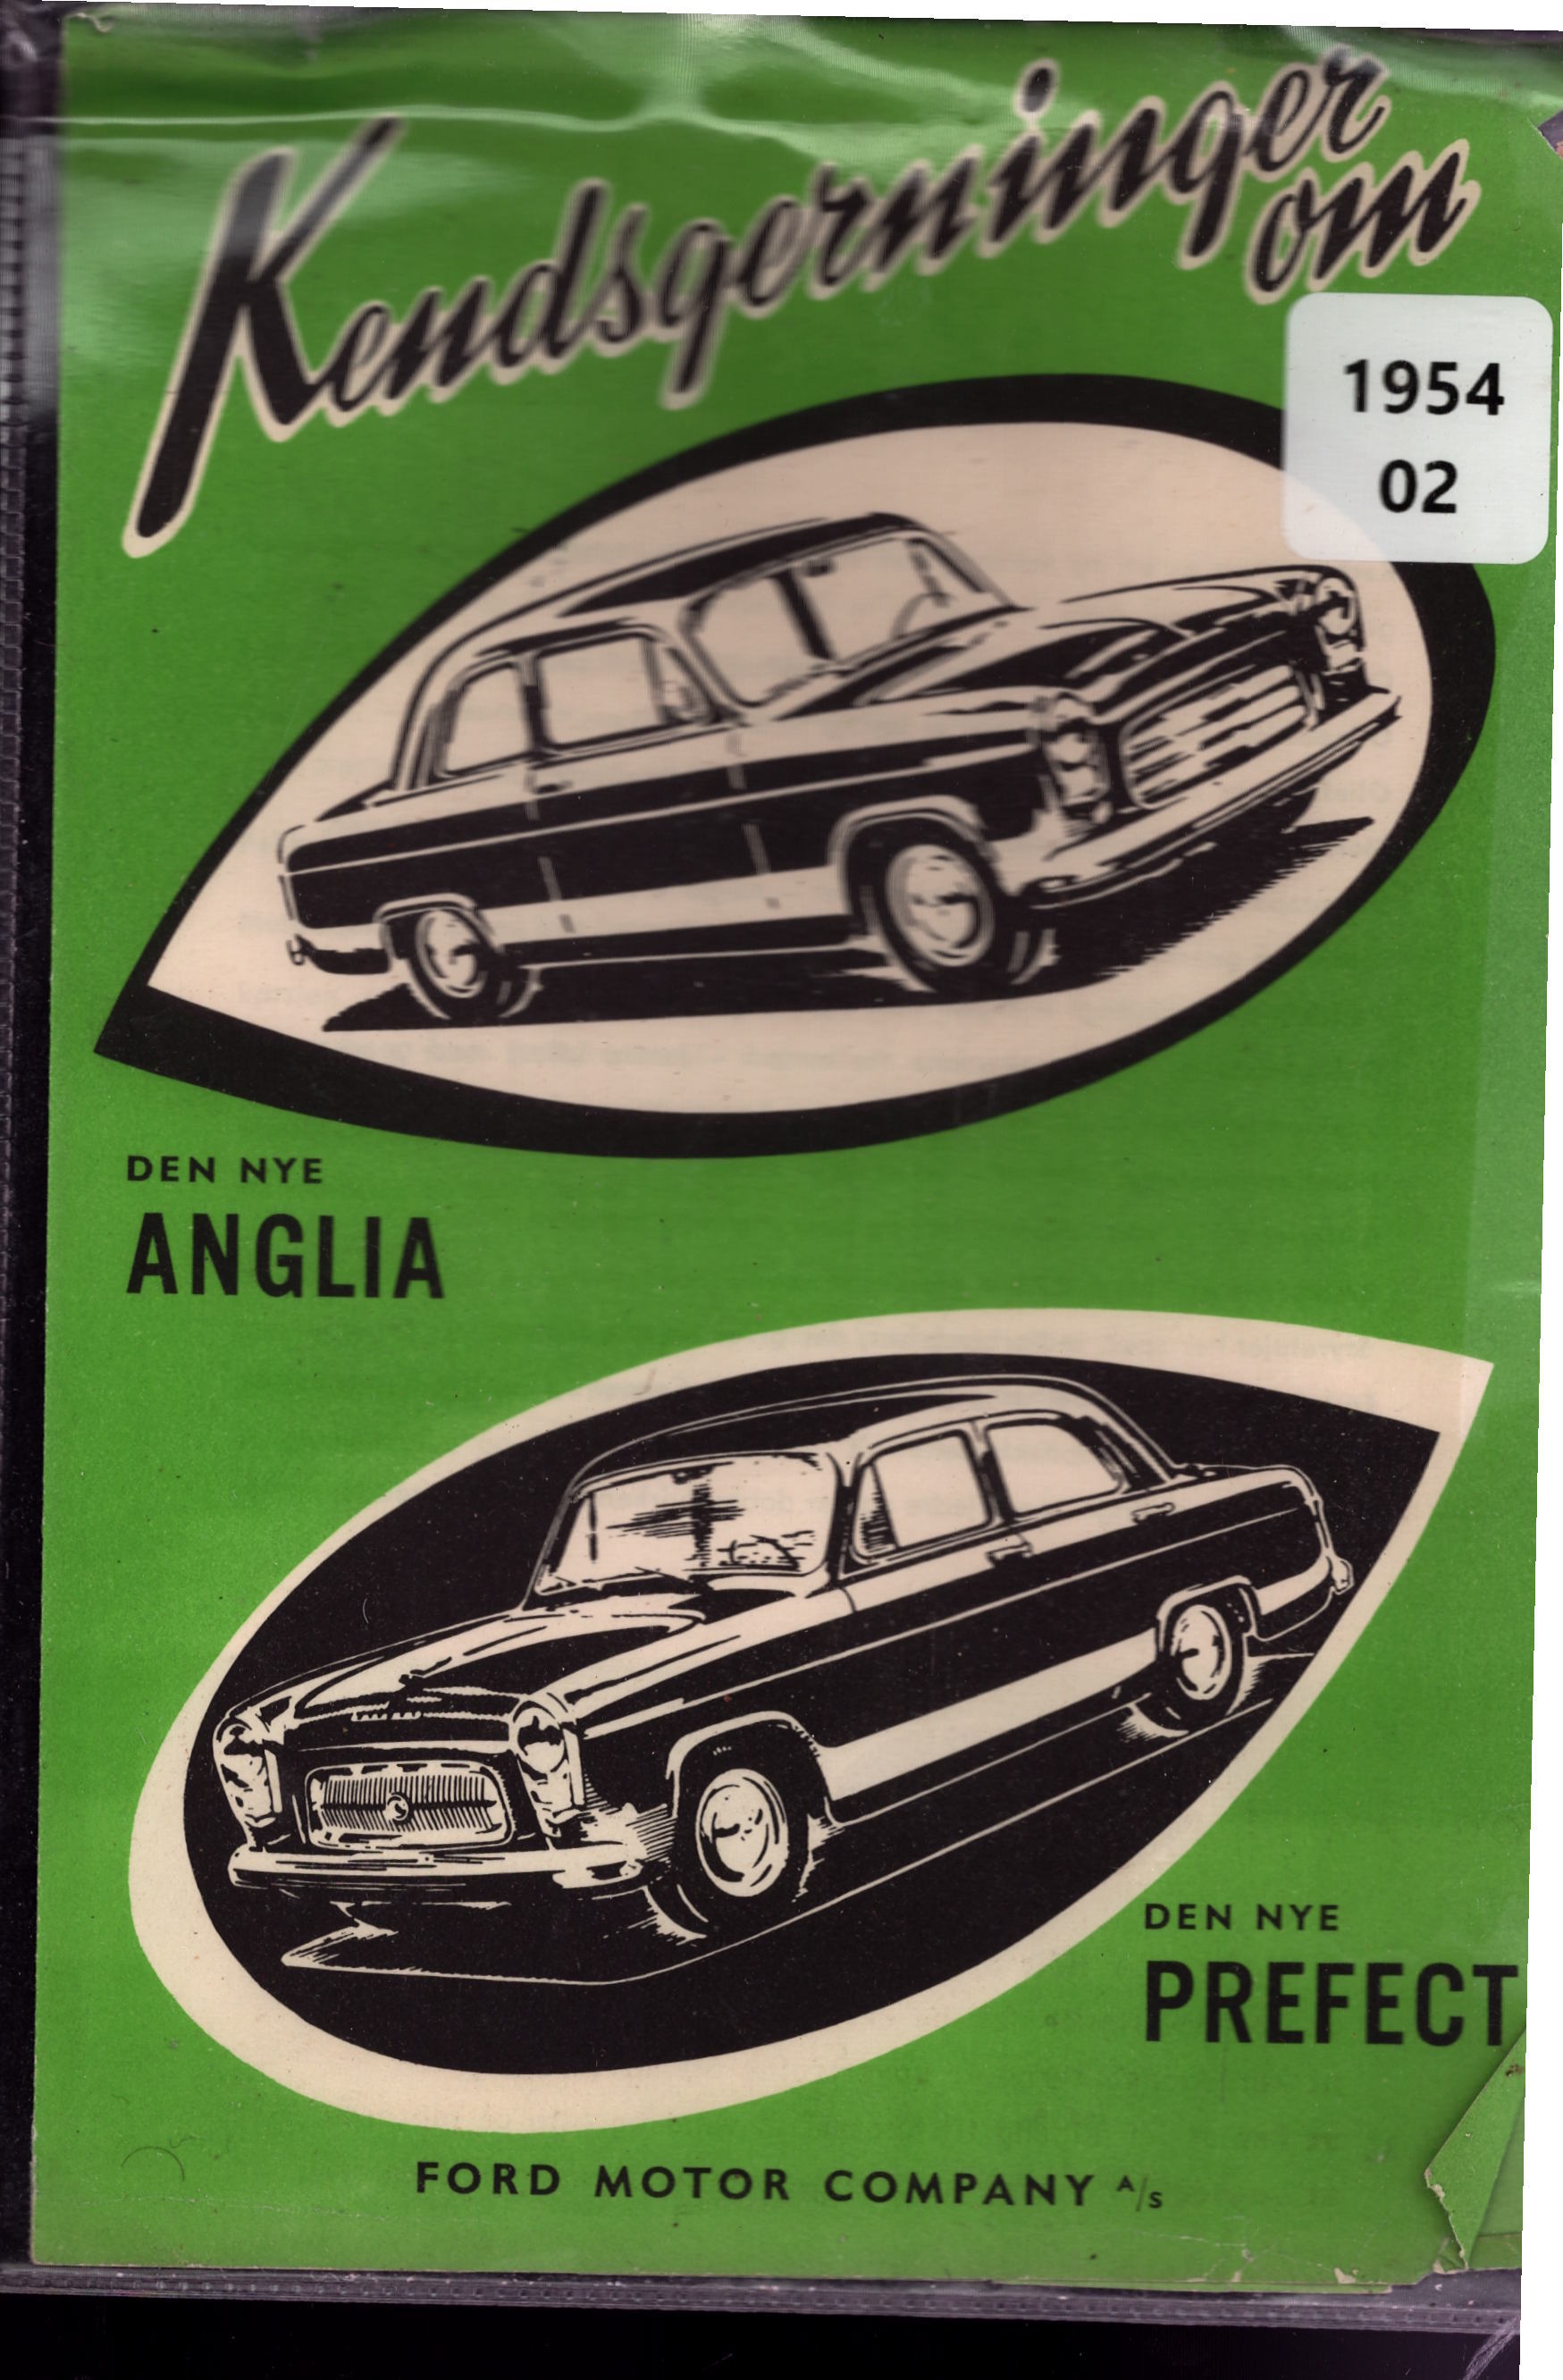 Kendsgerninger
om
1954
02
DEN NYE
ANGLIA
DEN NYE
PREFECT
FORD MOTOR COMPANY A/S